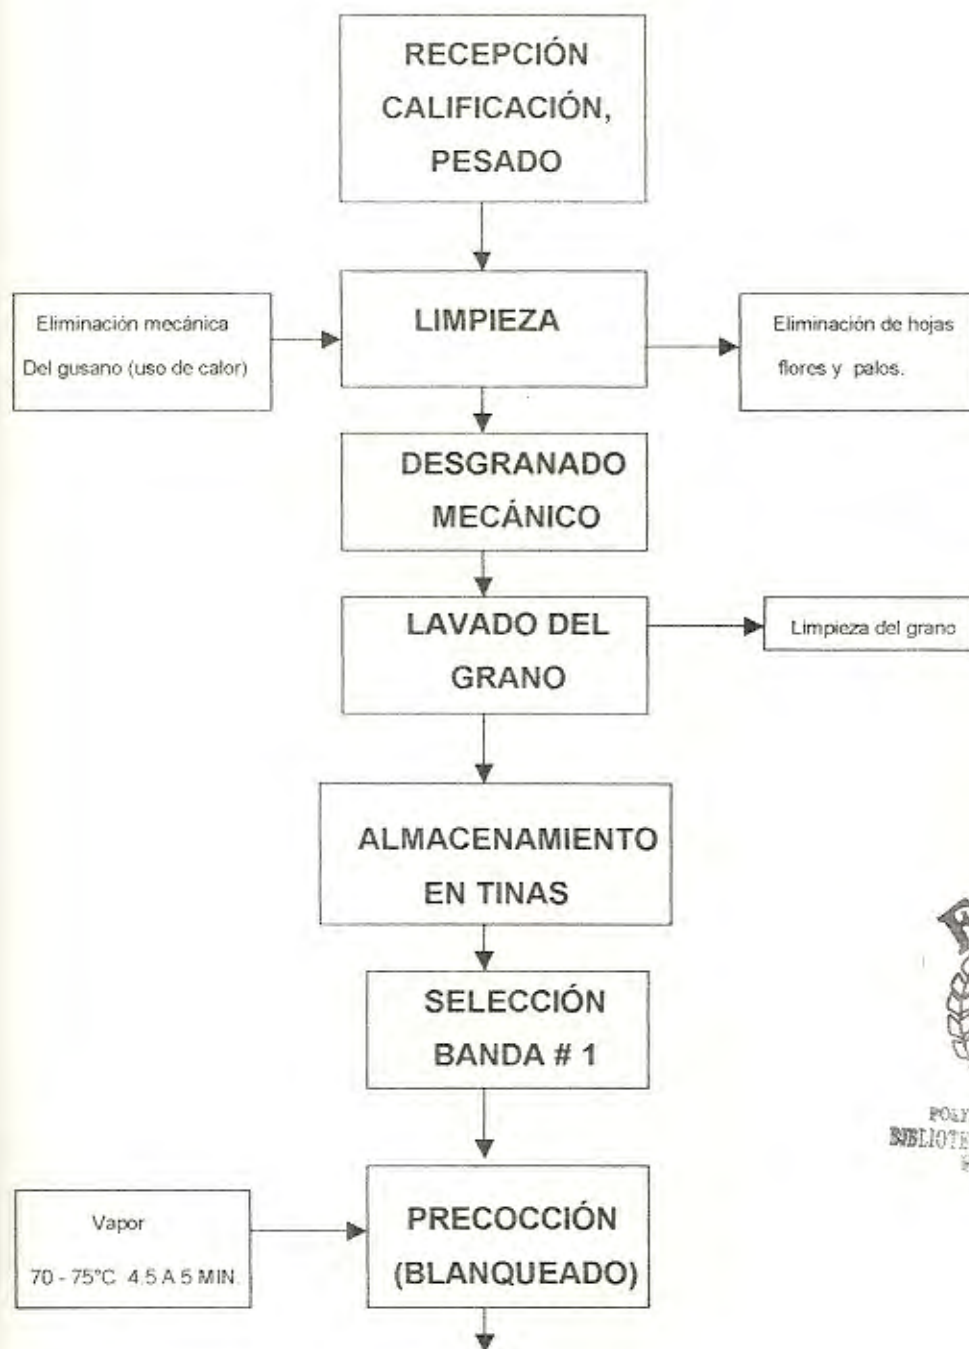 RECEPCIÓN
CALIFICACIÓN,
PESADO
Eliminación mecánica
Del gusano (uso de calor)
LIMPIEZA
Eliminación de hojas
flores y palos.
DESGRANADO
MECÁNICO
LAVADO DEL
GRANO
Limpieza del grano
ALMACENAMIENTO
EN TINAS
SELECCIÓN
BANDA # 1
Vapor
70 - 75°C 4.5 A 5 MIN
PRECOCCIÓN
(BLANQUEADO)